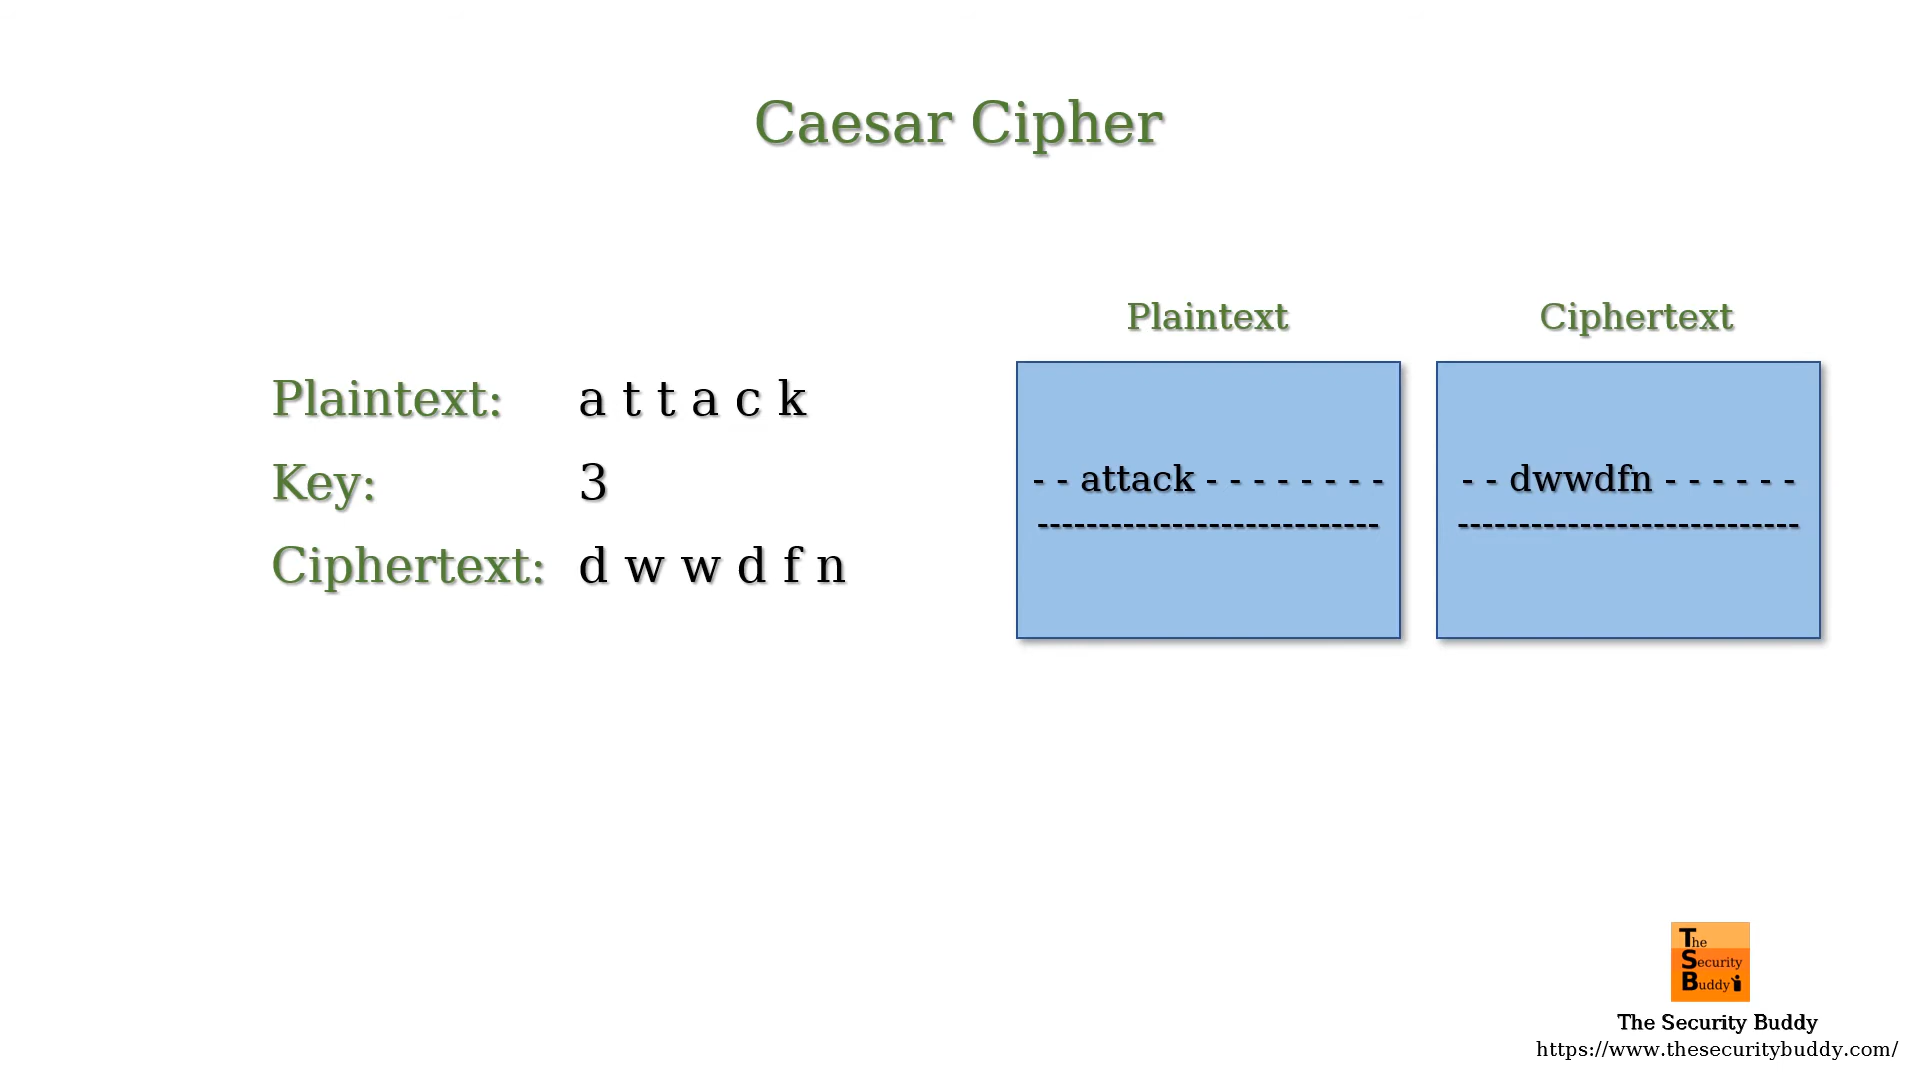 Caesar Cipher
Plaintext: a t t a c k
Key: 3
Ciphertext: d w w d f n
Plaintext
- - attack - - - - - - - -
----------------------------
Ciphertext
- - dwwdfn - - - - - -
----------------------------
The
Security
Buddy
The Security Buddy
https://www.thesecuritybuddy.com/